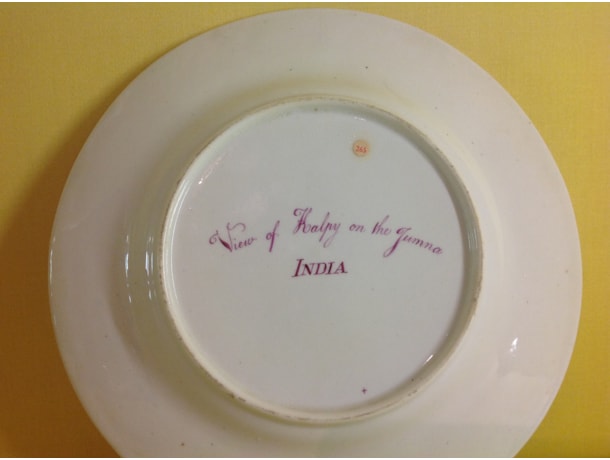 View of Kalpy on the Jumna
INDIA